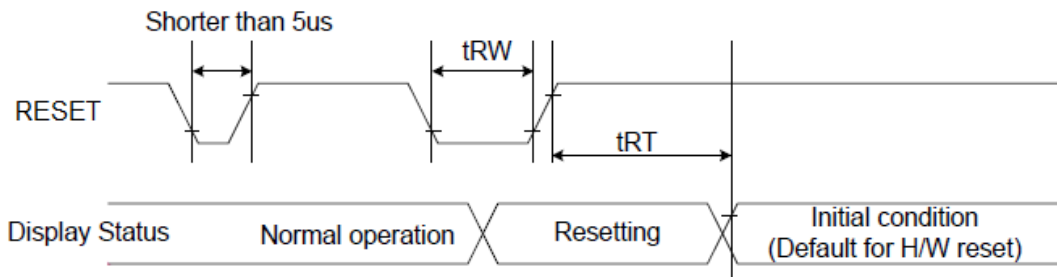 Shorter than 5us
tRW
RESET
tRT
Display Status
Normal operation
Resetting
Initial condition
(Default for H/W reset)